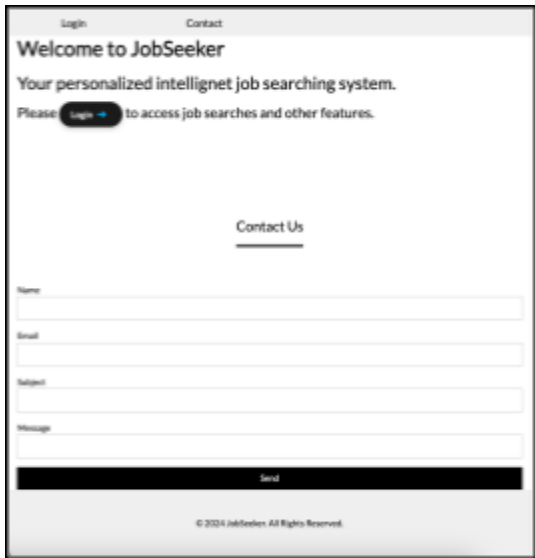 Login Contact
Welcome to JobSeeker
Your personalized intellignet job searching system.
Please Login → to access job searches and other features.
Contact Us
Name
Email
Subject
Message
Send
© 2024 JobSeeker. All Rights Reserved.